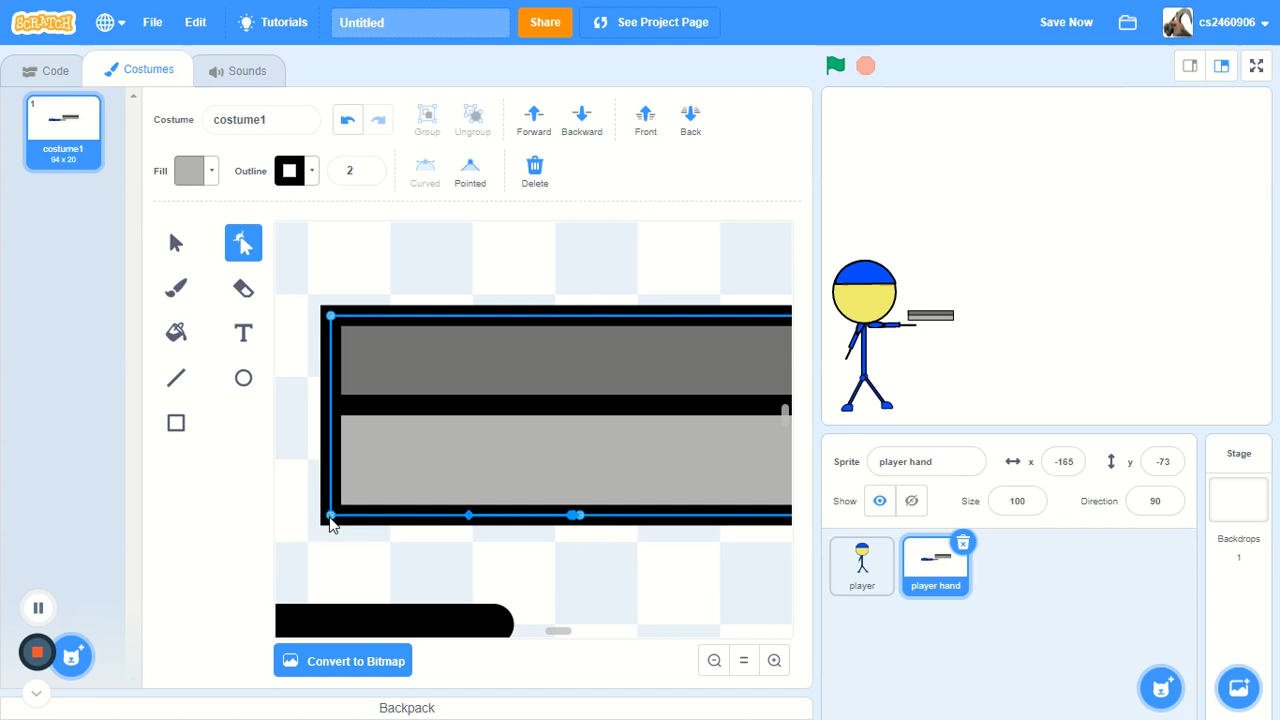 SCRATCH File Edit Tutorials Untitled Share See Project Page Save Now cs2460906
Code Costumes Sounds
1
costume1
94 x 20
Costume costume1 Group Ungroup Forward Backward Front Back
Fill Outline 2 Curved Pointed Delete
Convert to Bitmap
Backpack
Sprite player hand x -165 y -73
Show Size 100 Direction 90
player
player hand
Stage
Backdrops
1